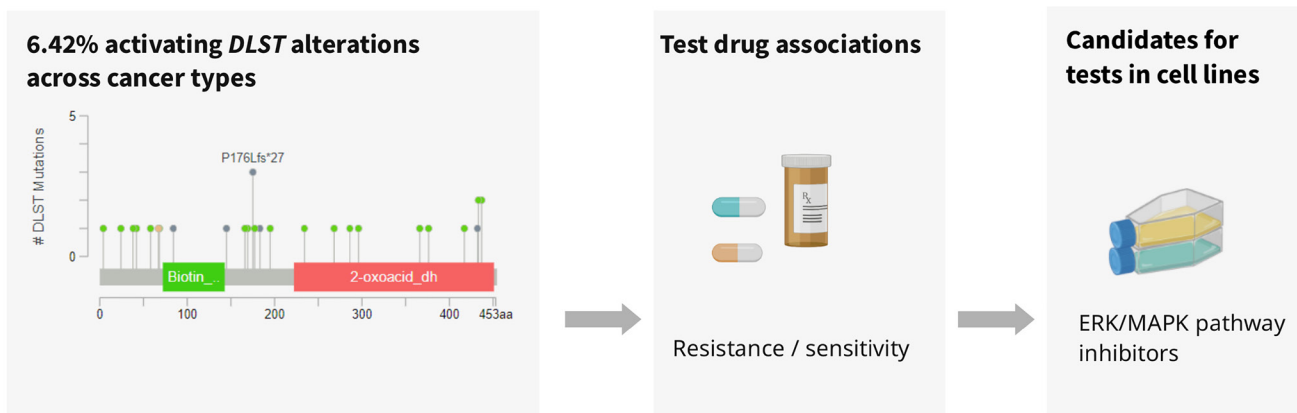 6.42% activating DLST alterations
across cancer types
# DLST Mutations
5
0
P176Lfs*27
Biotin_..
2-oxoacid_dh
0
100
200
300
400
453aa
Test drug associations
Rx
Resistance / sensitivity
Candidates for
tests in cell lines
ERK/MAPK pathway
inhibitors